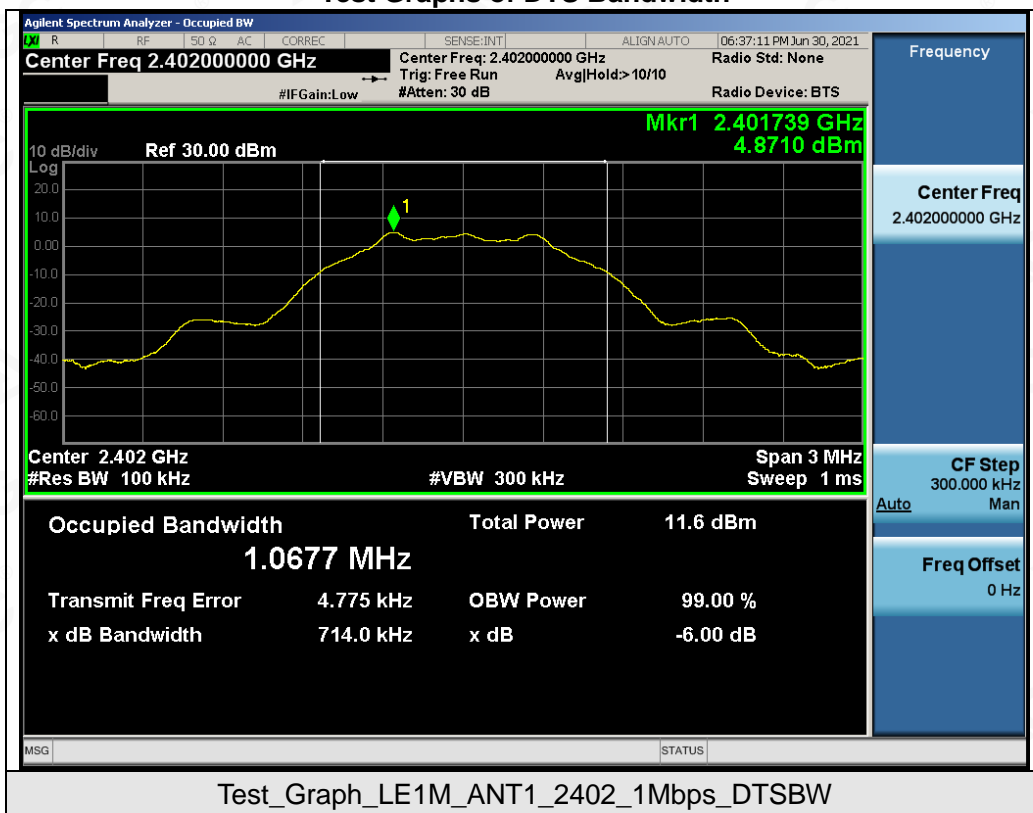 Test Graphs of DTS Bandwidth
Agilent Spectrum Analyzer - Occupied BW
LXI R RF 50 Ω AC CORREC SENSE:INT ALIGN AUTO 06:37:11 PM Jun 30, 2021
Center Freq 2.402000000 GHz
Center Freq: 2.402000000 GHz
Radio Std: None
Trig: Free Run Avg|Hold:> 10/10
#IFGain:Low
#Atten: 30 dB
Radio Device: BTS
Mkr1 2.401739 GHz
4.8710 dBm
10 dB/div Ref 30.00 dBm
Log
20.0
10.0
0.00
-10.0
-20.0
-30.0
-40.0
-50.0
-60.0
1
Center 2.402 GHz Span 3 MHz
#Res BW 100 kHz #VBW 300 kHz Sweep 1 ms
Occupied Bandwidth Total Power 11.6 dBm
1.0677 MHz
Transmit Freq Error 4.775 kHz OBW Power 99.00 %
x dB Bandwidth 714.0 kHz x dB -6.00 dB
MSG STATUS
Frequency
Center Freq
2.402000000 GHz
CF Step
300.000 kHz
Auto Man
Freq Offset
0 Hz
Test_Graph_LE1M_ANT1_2402_1Mbps_DTSBW